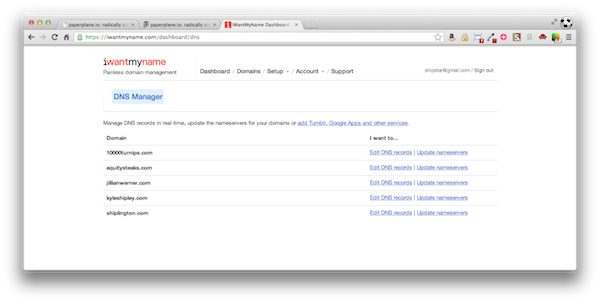 paperplane.io: radically si
paperplane.io: radically si
iWantMyName Dashboard
https://iwantmyname.com/dashboard/dns
iwantmyname
Painless domain management
Dashboard / Domains / Setup / Account / Support
shipstar@gmail.com / Sign out
DNS Manager
Manage DNS records in real-time, update the nameservers for your domains or add Tumblr, Google Apps and other services.
Domain I want to...
10000turnips.com Edit DNS records | Update nameservers
equitysteaks.com Edit DNS records | Update nameservers
jillianwerner.com Edit DNS records | Update nameservers
kyleshipley.com Edit DNS records | Update nameservers
shiplington.com Edit DNS records | Update nameservers